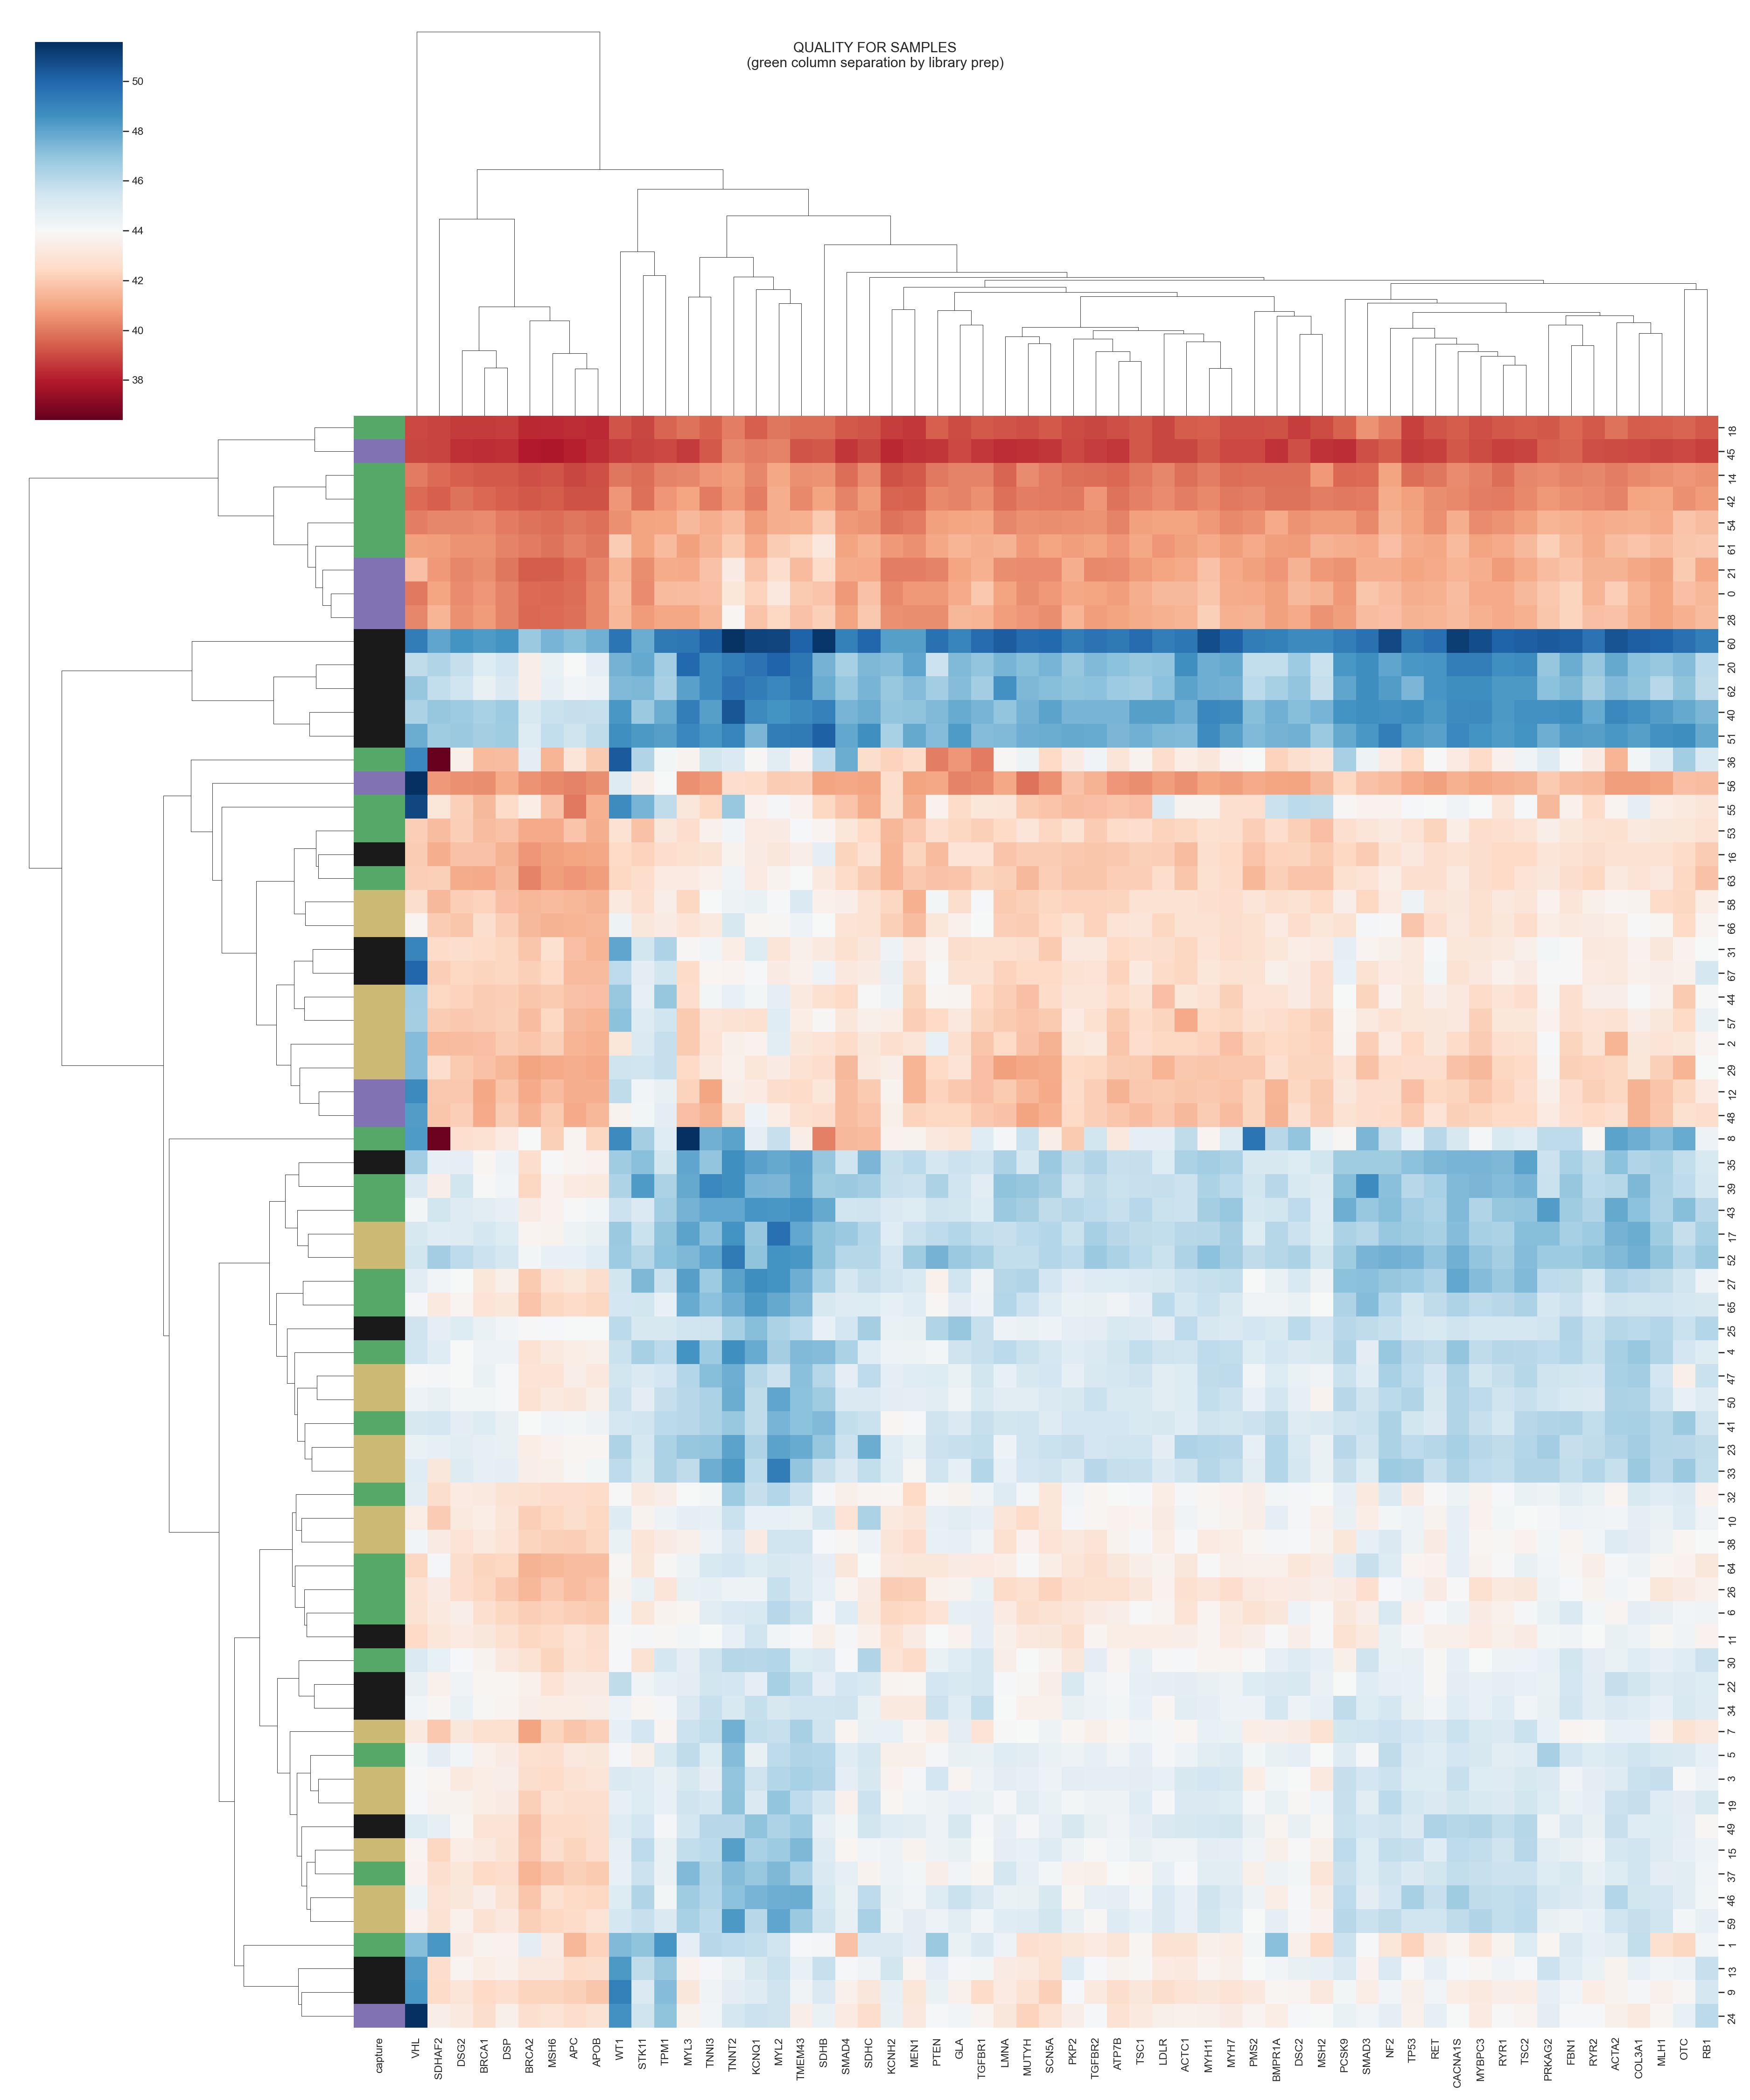 QUALITY FOR SAMPLES
(green column separation by library prep)
50
48
46
44
42
40
38
18
45
14
42
54
61
21
0
28
60
20
62
40
51
36
56
55
53
16
63
58
66
31
67
44
57
2
29
12
48
8
35
39
43
17
52
27
65
25
4
47
50
41
23
33
32
10
38
64
26
6
11
30
22
34
7
5
3
19
49
15
37
46
59
1
13
9
24
capture
VHL
SDHAF2
DSG2
BRCA1
DSP
BRCA2
MSH6
APC
APOB
WT1
STK11
TPM1
MYL3
TNNI3
TNNT2
KCNQ1
MYL2
TMEM43
SDHB
SMAD4
SDHC
KCNH2
MEN1
PTEN
GLA
TGFBR1
LMNA
MUTYH
SCN5A
PKP2
TGFBR2
ATP7B
TSC1
LDLR
ACTC1
MYH11
MYH7
PMS2
BMPR1A
DSC2
MSH2
PCSK9
SMAD3
NF2
TP53
RET
CACNA1S
MYBPC3
RYR1
TSC2
PRKAG2
FBN1
RYR2
ACTA2
COL3A1
MLH1
OTC
RB1